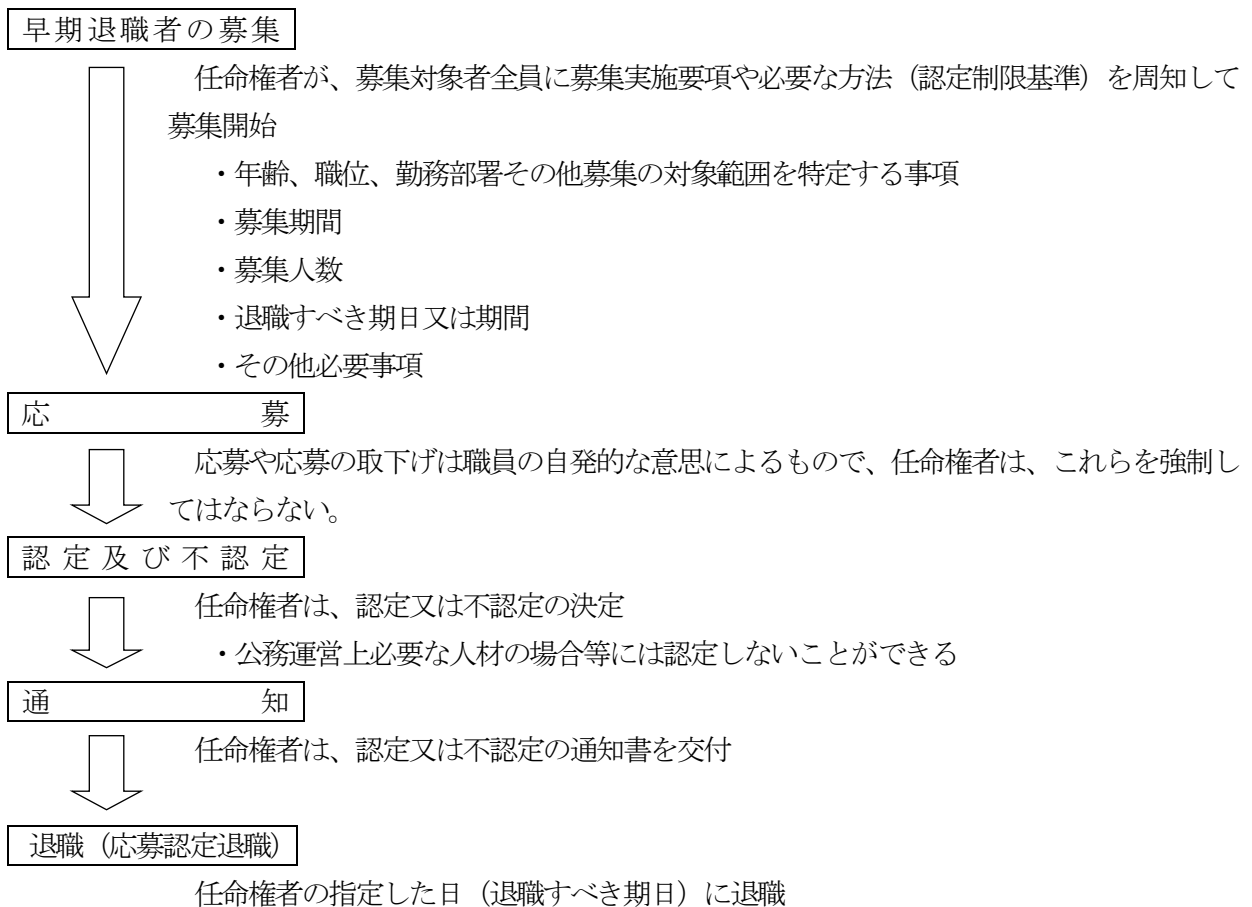 早期退職者の募集
任命権者が、募集対象者全員に募集実施要項や必要な方法（認定制限基準）を周知して
募集開始
・年齢、職位、勤務部署その他募集の対象範囲を特定する事項
・募集期間
・募集人数
・退職すべき期日又は期間
・その他必要事項
応募
応募や応募の取下げは職員の自発的な意思によるもので、任命権者は、これらを強制し
てはならない。
認定及び不認定
任命権者は、認定又は不認定の決定
・公務運営上必要な人材の場合等には認定しないことができる
通知
任命権者は、認定又は不認定の通知書を交付
退職（応募認定退職）
任命権者の指定した日（退職すべき期日）に退職